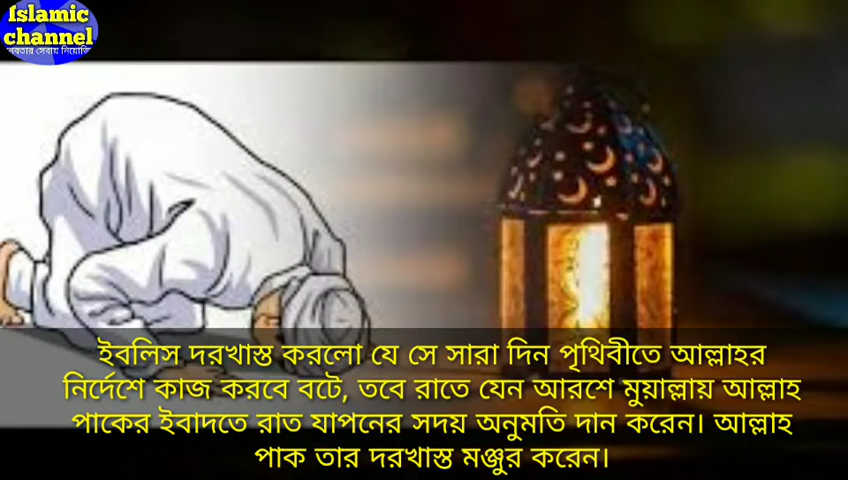 Islamic
channel
ইবলিস দরখাস্ত করলো যে সে সারা দিন পৃথিবীতে আল্লাহর
নির্দেশে কাজ করবে বটে, তবে রাতে যেন আরশে মুয়াল্লায় আল্লাহ
পাকের ইবাদতে রাত যাপনের সদয় অনুমতি দান করেন। আল্লাহ
পাক তার দরখাস্ত মঞ্জুর করেন।